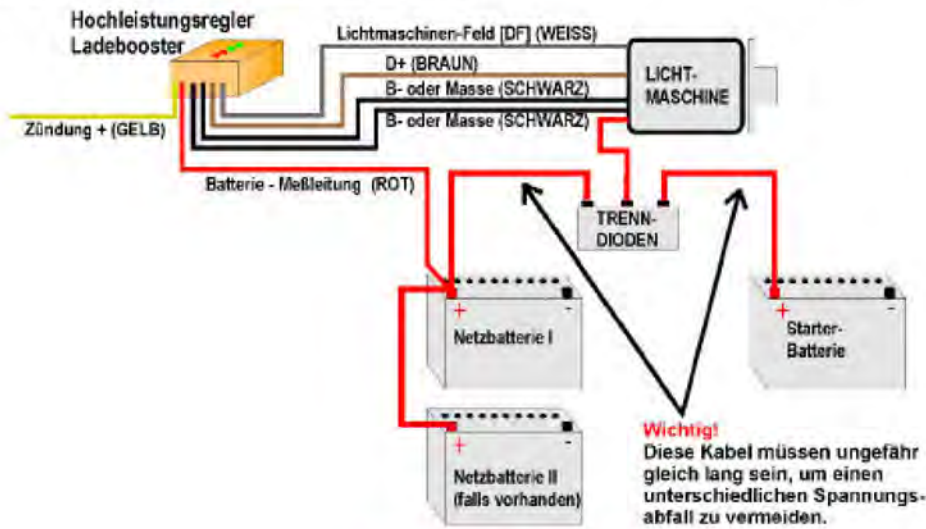 Hochleistungsregler
Ladebooster
Lichtmaschinen-Feld [DF] (WEISS)
D+ (BRAUN)
B- oder Masse (SCHWARZ)
B- oder Masse (SCHWARZ)
LICHT-
MASCHINE
Zündung + (GELB)
Batterie - Meßleitung (ROT)
TRENN-
DIODEN
+ -
Netzbatterie I
+ -
Starter-
Batterie
+ -
Netzbatterie II
(falls vorhanden)
Wichtig!
Diese Kabel müssen ungefähr
gleich lang sein, um einen
unterschiedlichen Spannungs-
abfall zu vermeiden.